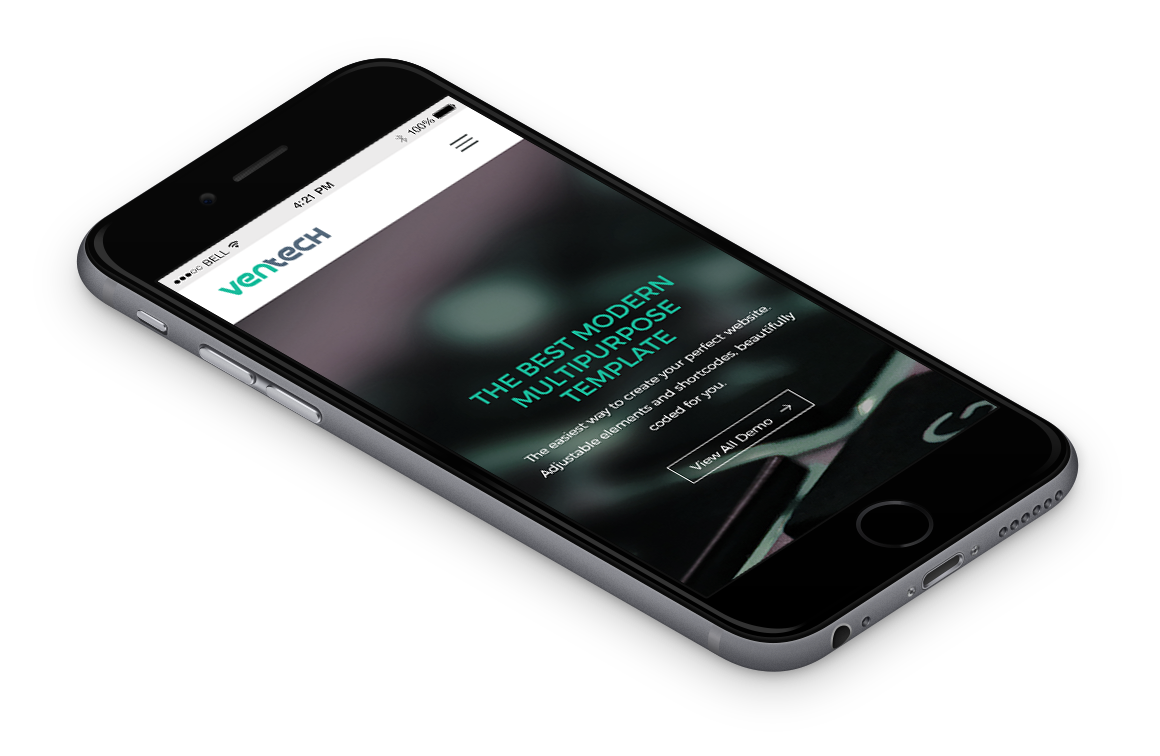 BELL 4:21 PM 100%
ventech
THE BEST MODERN
MULTIPURPOSE
TEMPLATE
The easiest way to create your perfect website.
Adjustable elements and shortcodes, beautifully
coded for you.
View All Demo →